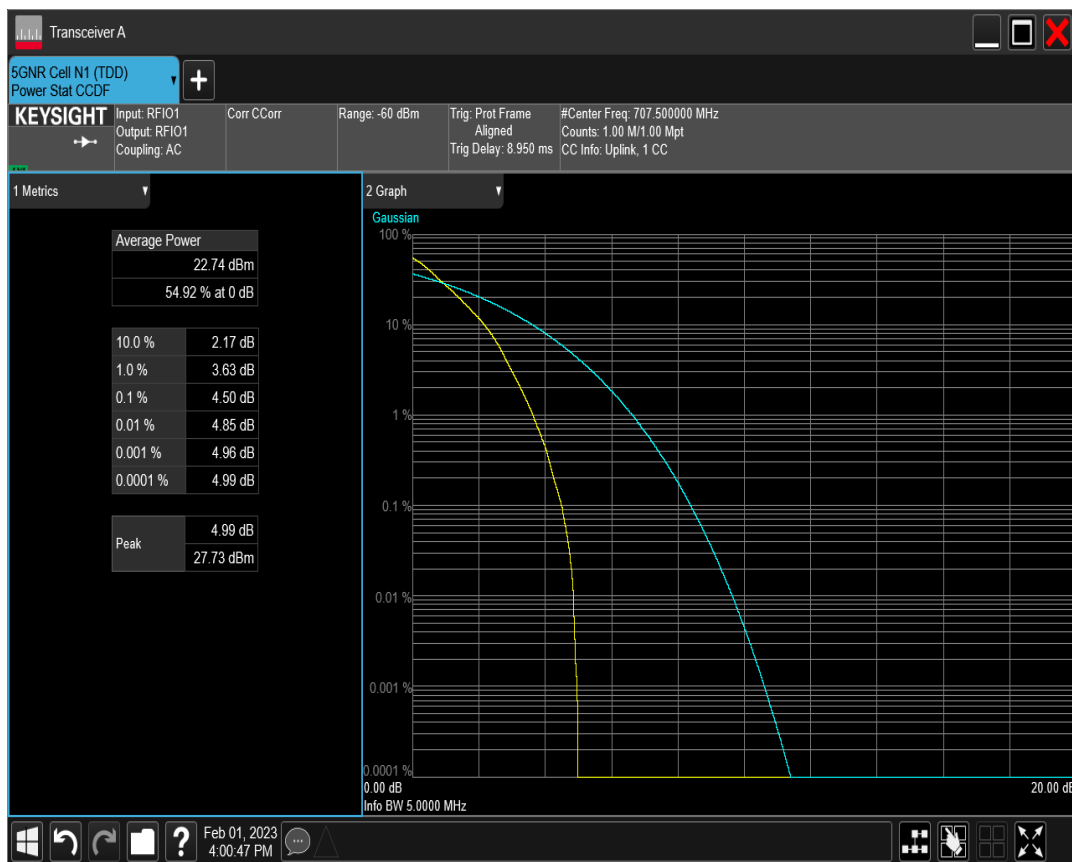 Transceiver A
5GNR Cell N1 (TDD)
Power Stat CCDF
KEYSIGHT
Input: RFIO1
Output: RFIO1
Coupling: AC
Corr CCorr
Range: -60 dBm
Trig: Prot Frame
Aligned
Trig Delay: 8.950 ms
#Center Freq: 707.500000 MHz
Counts: 1.00 M/1.00 Mpt
CC Info: Uplink, 1 CC
1 Metrics
Average Power
22.74 dBm
54.92 % at 0 dB
10.0 % 2.17 dB
1.0 % 3.63 dB
0.1 % 4.50 dB
0.01 % 4.85 dB
0.001 % 4.96 dB
0.0001 % 4.99 dB
Peak
4.99 dB
27.73 dBm
2 Graph
Gaussian
100 %
10 %
1 %
0.1 %
0.01 %
0.001 %
0.0001 %
0.00 dB 20.00 dB
Info BW 5.0000 MHz
Feb 01, 2023
4:00:47 PM